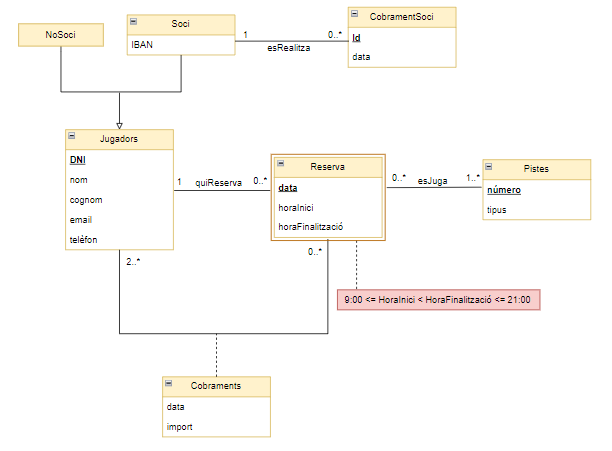 NoSoci
Soci
IBAN
1
0..*
esRealitza
CobramentSoci
Id
data
Jugadors
DNI
nom
cognom
email
telèfon
1
quiReserva
0..*
Reserva
data
horaInici
horaFinalització
0..*
esJuga
1..*
Pistes
número
tipus
2..*
0..*
9:00 <= HoraInici < HoraFinalització <= 21:00
Cobraments
data
import